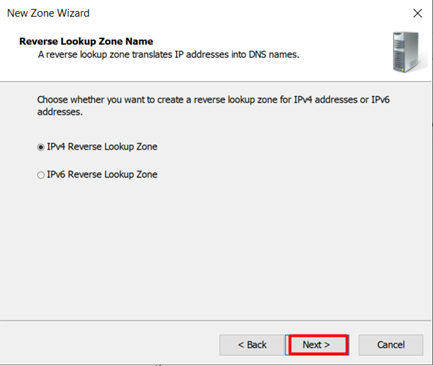 New Zone Wizard
Reverse Lookup Zone Name
A reverse lookup zone translates IP addresses into DNS names.
Choose whether you want to create a reverse lookup zone for IPv4 addresses or IPv6
addresses.
IPv4 Reverse Lookup Zone
IPv6 Reverse Lookup Zone
< Back Next > Cancel